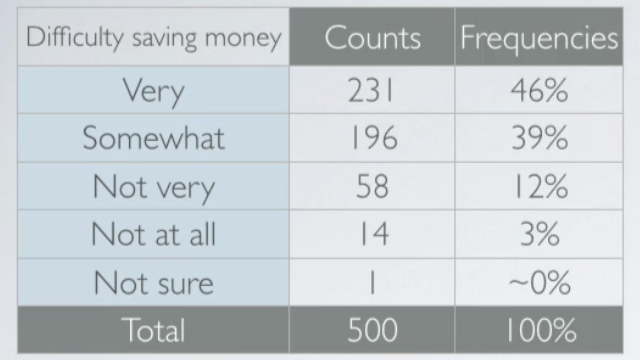 Difficulty saving money Counts Frequencies
Very 231 46%
Somewhat 196 39%
Not very 58 12%
Not at all 14 3%
Not sure 1 ~0%
Total 500 100%